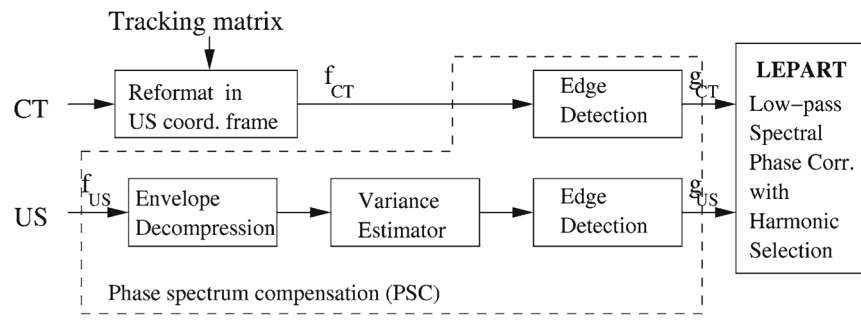 Tracking matrix
CT
Reformat in
US coord. frame
f_CT
Edge
Detection
g_CT
US
f_US
Envelope
Decompression
Variance
Estimator
Edge
Detection
g_US
Phase spectrum compensation (PSC)
LEPART
Low-pass
Spectral
Phase Corr.
with
Harmonic
Selection